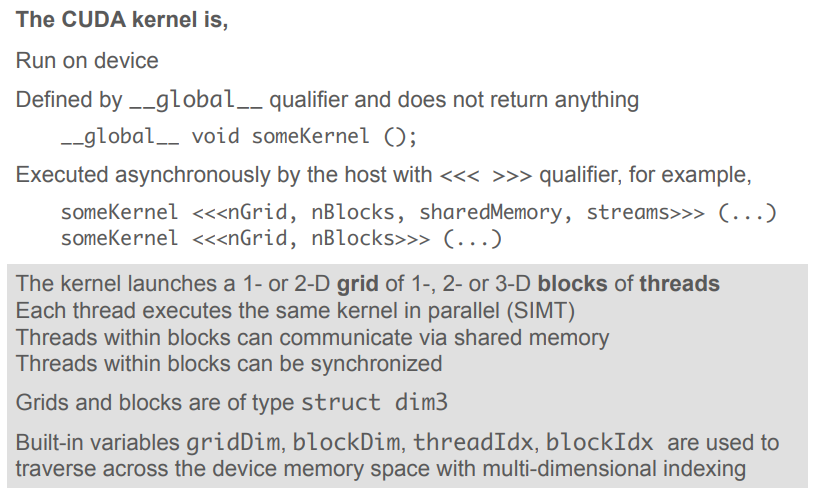 The CUDA kernel is,
Run on device
Defined by __global__ qualifier and does not return anything
__global__ void someKernel ();
Executed asynchronously by the host with <<< >>> qualifier, for example,
someKernel <<<nGrid, nBlocks, sharedMemory, streams>>> (...)
someKernel <<<nGrid, nBlocks>>> (...)
The kernel launches a 1- or 2-D grid of 1-, 2- or 3-D blocks of threads
Each thread executes the same kernel in parallel (SIMT)
Threads within blocks can communicate via shared memory
Threads within blocks can be synchronized
Grids and blocks are of type struct dim3
Built-in variables gridDim, blockDim, threadIdx, blockIdx are used to
traverse across the device memory space with multi-dimensional indexing